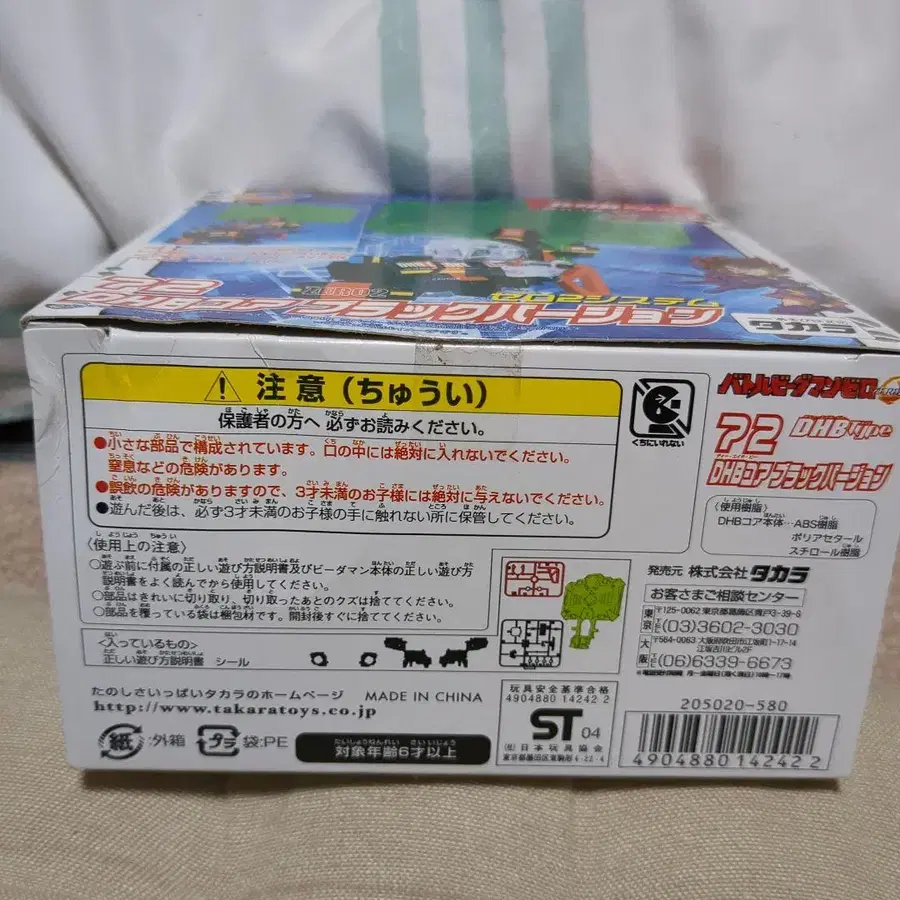 72
DHBコア ブラックバージョン
ゼロ2システム
タカラ
注意(ちゅうい)
保護者の方へ 必ずお読みください。
●小さな部品で構成されています。口の中には絶対に入れないでください。
窒息などの危険があります。
●誤飲の危険がありますので、3才未満のお子様には絶対に与えないでください。
●遊んだ後は、必ず3才未満のお子様の手に触れない所に保管してください。
くちにいれない
〈使用上の注意〉
○遊ぶ前に付属の正しい遊び方説明書及びビーダマン本体の正しい遊び方
説明書をよく読んでから使用してください。
○部品はきれいに切り取り、切り取ったあとのクズは捨ててください。
○部品を覆っている袋は梱包材です。開封後すぐに捨ててください。
〈入っているもの〉
正しい遊び方説明書 シール
たのしさいっぱいタカラのホームページ MADE IN CHINA
http://www.takaratoys.co.jp
紙:外箱 プラ 袋:PE
対象年齢6才以上
玩具安全基準合格
4904880 14242 2
ST 04
(社)日本玩具協会
バトルビーダマンゼロ
72 DHB type
ディー・エイチ・ビー
DHBコア ブラックバージョン
〈使用樹脂〉
DHBコア本体…ABS樹脂
ポリアセタール
スチロール樹脂
発売元 株式会社 タカラ
お客さまご相談センター
東京 〒125-0062 東京都葛飾区青戸3-39-S
TEL (03)3602-3030
大阪 〒564-0063 大阪府吹田市江坂町1-17-14
江坂吉川ビル2F
TEL (06)6339-6673
205020-580
4904880 142422